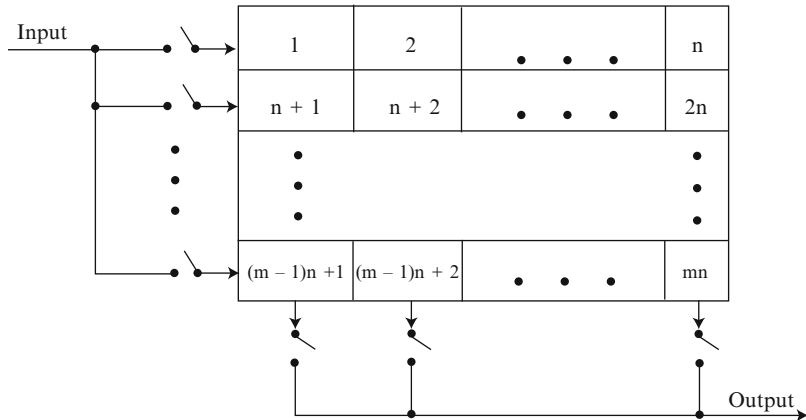 Input
1 2 n
n + 1 n + 2 2n
(m – 1)n +1 (m – 1)n + 2 mn
Output